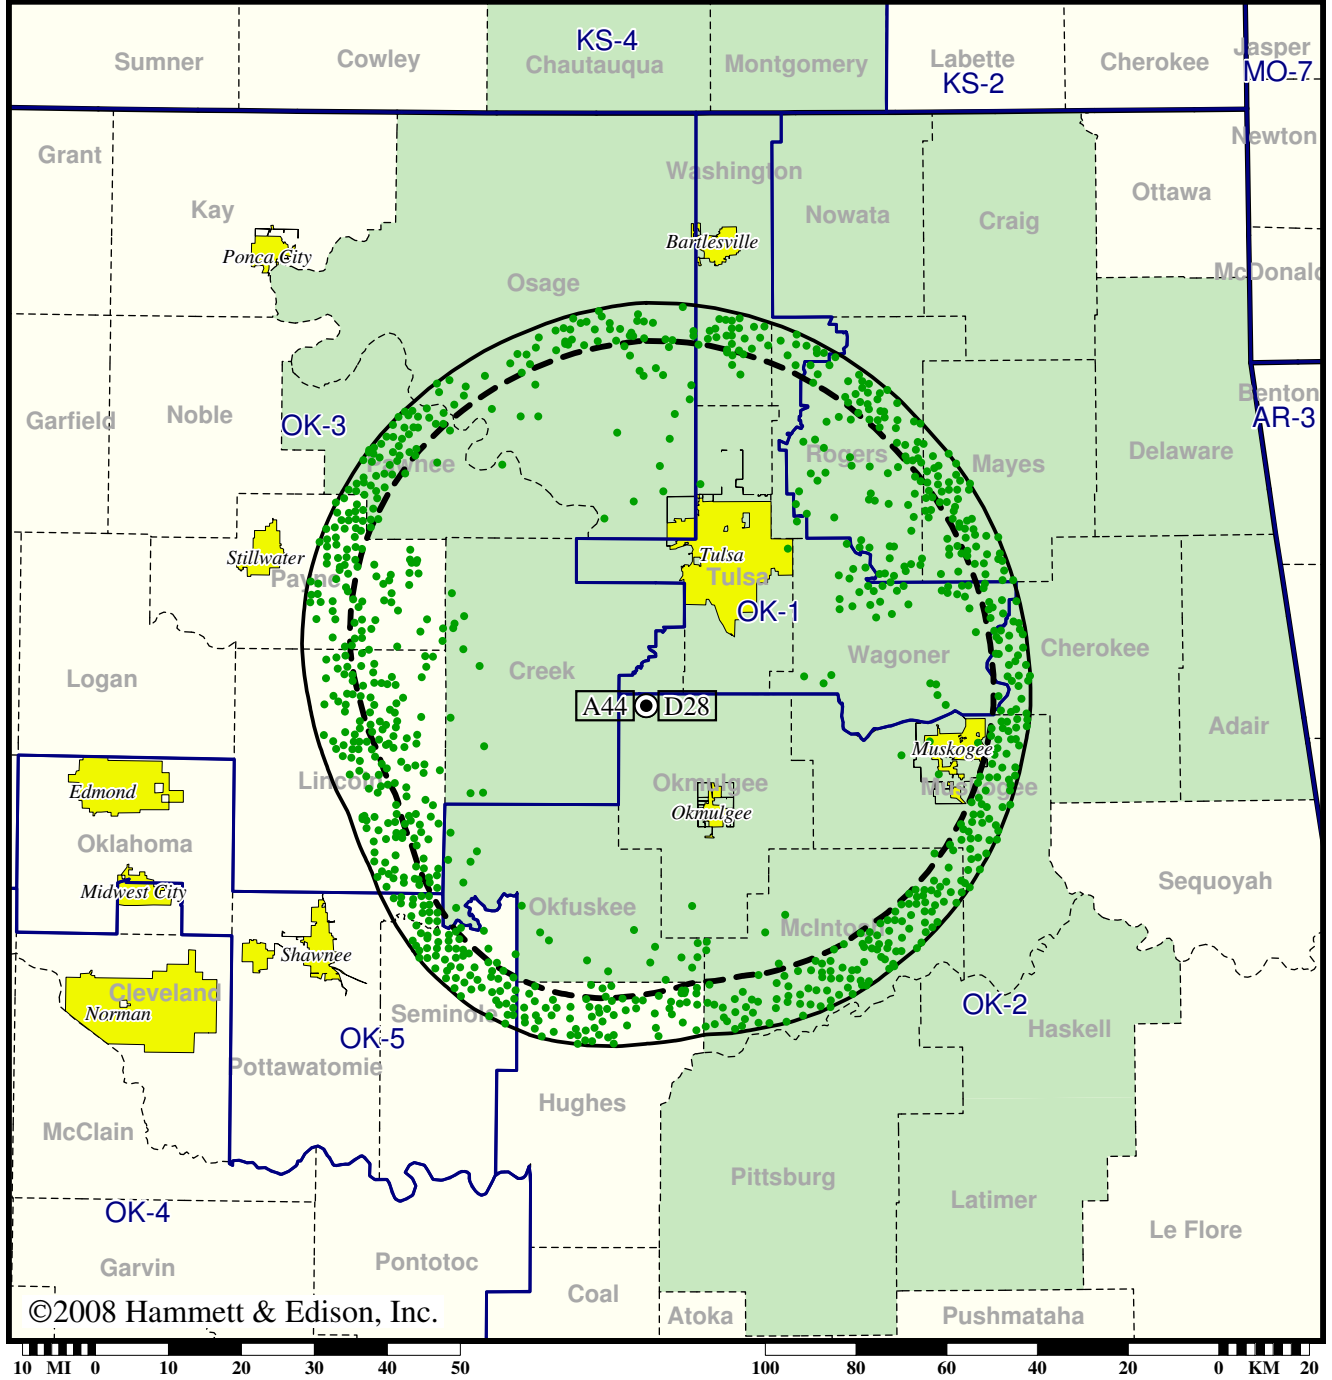 KS-4
Sumner
Cowley
Chautauqua
Montgomery
Labette
KS-2
Cherokee
Jasper
MO-7
Grant
Newton
Kay
Washington
Nowata
Craig
Ottawa
Ponca City
Bartlesville
Osage
McDonald
Garfield
Noble
OK-3
Pawnee
Rogers
Mayes
Delaware
Benton
AR-3
Stillwater
Payne
Tulsa
Tulsa
OK-1
Logan
Creek
Wagoner
Cherokee
A44
D28
Adair
Lincoln
Okmulgee
Okmulgee
Muskogee
Muskogee
Edmond
Oklahoma
Midwest City
Sequoyah
Okfuskee
McIntosh
Shawnee
Cleveland
Norman
Seminole
OK-5
OK-2
Haskell
Pottawatomie
Hughes
McClain
Pittsburg
Latimer
OK-4
Le Flore
Garvin
Pontotoc
Coal
Atoka
Pushmataha
©2008 Hammett & Edison, Inc.
10 MI 0 10 20 30 40 50
100 80 60 40 20 0 KM 20